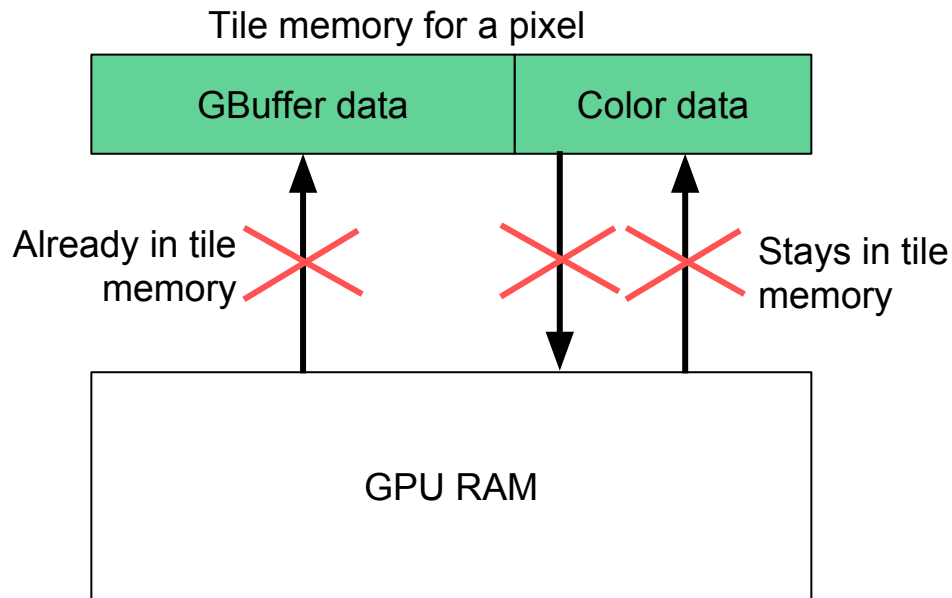 Tile memory for a pixel
GBuffer data
Color data
Already in tile
memory
Stays in tile
memory
GPU RAM